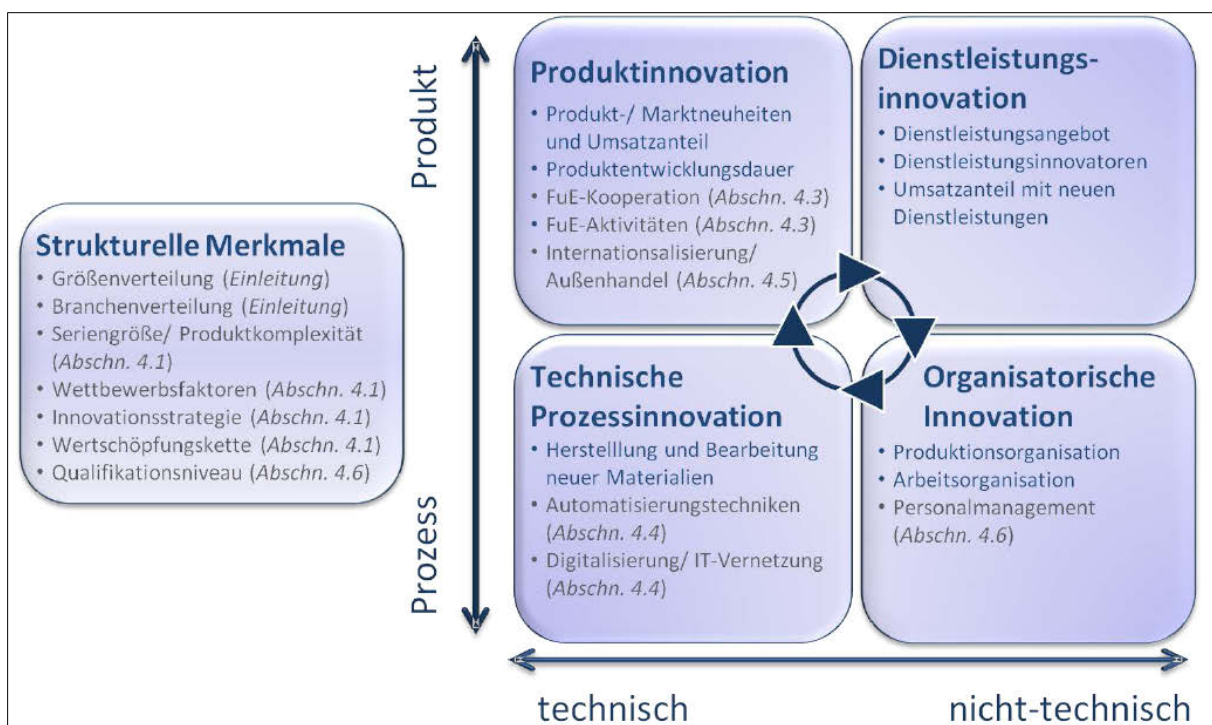 Strukturelle Merkmale
• Größenverteilung (Einleitung)
• Branchenverteilung (Einleitung)
• Seriengröße/ Produktkomplexität
(Abschn. 4.1)
• Wettbewerbsfaktoren (Abschn. 4.1)
• Innovationsstrategie (Abschn. 4.1)
• Wertschöpfungskette (Abschn. 4.1)
• Qualifikationsniveau (Abschn. 4.6)
Produkt
Prozess
Produktinnovation
• Produkt-/ Marktneuheiten
und Umsatzanteil
• Produktentwicklungsdauer
• FuE-Kooperation (Abschn. 4.3)
• FuE-Aktivitäten (Abschn. 4.3)
• Internationsalisierung/
Außenhandel (Abschn. 4.5)
Dienstleistungs-
innovation
• Dienstleistungsangebot
• Dienstleistungsinnovatoren
• Umsatzanteil mit neuen
Dienstleistungen
Technische
Prozessinnovation
• Herstelllung und Bearbeitung
neuer Materialien
• Automatisierungstechniken
(Abschn. 4.4)
• Digitalisierung/ IT-Vernetzung
(Abschn. 4.4)
Organisatorische
Innovation
• Produktionsorganisation
• Arbeitsorganisation
• Personalmanagement
(Abschn. 4.6)
technisch
nicht-technisch